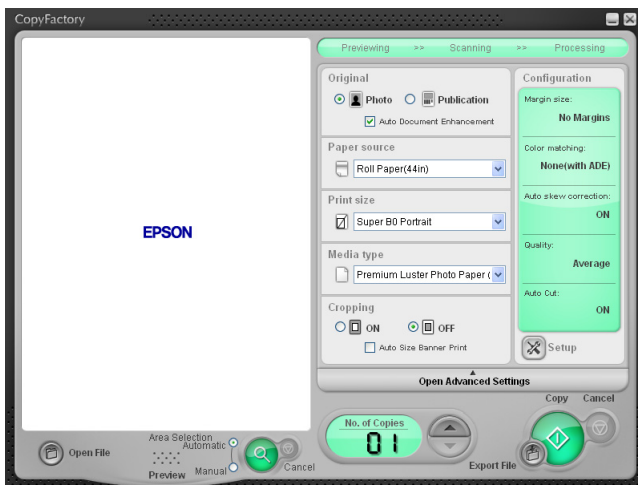 CopyFactory
Previewing >> Scanning >> Processing
Original
Photo Publication
Auto Document Enhancement
Paper source
Roll Paper(44in)
Print size
Super B0 Portrait
Media type
Premium Luster Photo Paper (
Cropping
ON OFF
Auto Size Banner Print
Configuration
Margin size:
No Margins
Color matching:
None(with ADE)
Auto skew correction:
ON
Quality:
Average
Auto Cut:
ON
Setup
EPSON
Open Advanced Settings
No. of Copies
01
Copy Cancel
Export File
Open File
Area Selection
Automatic
Manual
Preview
Cancel